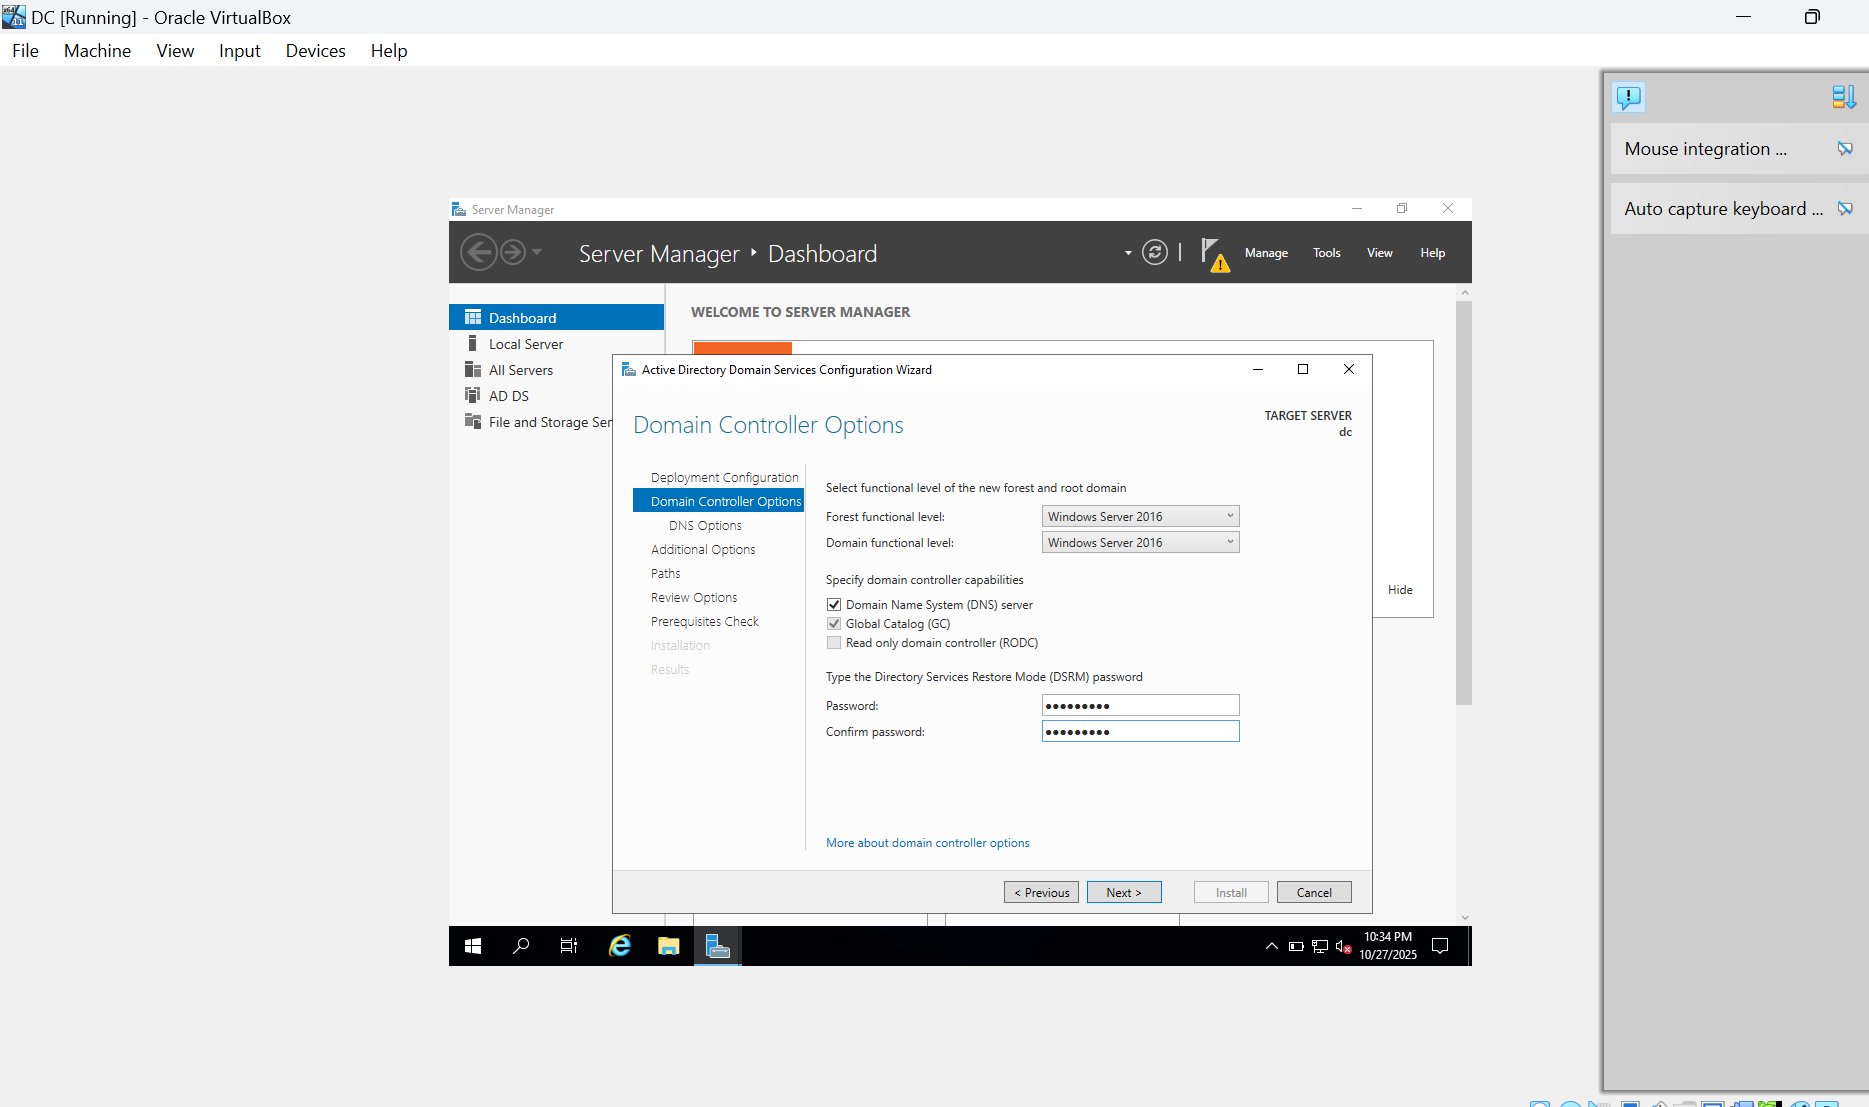 DC [Running] - Oracle VirtualBox
File Machine View Input Devices Help
Mouse integration ...
Auto capture keyboard ...
Server Manager
Server Manager Dashboard
Manage Tools View Help
Dashboard
Local Server
All Servers
AD DS
File and Storage Ser
WELCOME TO SERVER MANAGER
Hide
Active Directory Domain Services Configuration Wizard
Domain Controller Options
TARGET SERVER
dc
Deployment Configuration
Domain Controller Options
DNS Options
Additional Options
Paths
Review Options
Prerequisites Check
Installation
Results
Select functional level of the new forest and root domain
Forest functional level: Windows Server 2016
Domain functional level: Windows Server 2016
Specify domain controller capabilities
Domain Name System (DNS) server
Global Catalog (GC)
Read only domain controller (RODC)
Type the Directory Services Restore Mode (DSRM) password
Password: •••••••••
Confirm password: •••••••••
More about domain controller options
< Previous Next > Install Cancel
10:34 PM
10/27/2025